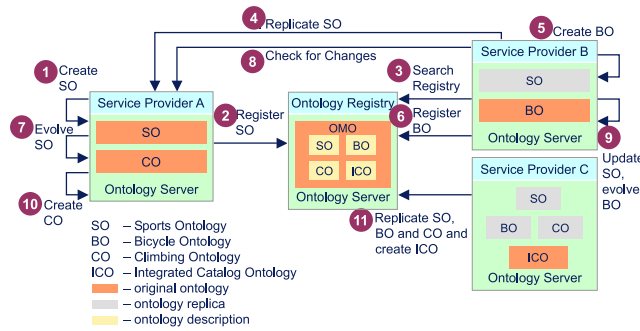 4 Replicate SO
5 Create BO
8 Check for Changes
1 Create
SO
3 Search
Registry
Service Provider B
SO
BO
Ontology Server
Service Provider A
SO
CO
Ontology Server
7 Evolve
SO
2 Register
SO
Ontology Registry
OMO
SO BO
CO ICO
Ontology Server
6 Register
BO
9
Update
SO,
evolve
BO
10 Create
CO
11 Replicate SO,
BO and CO and
create ICO
Service Provider C
SO
BO CO
ICO
Ontology Server
SO – Sports Ontology
BO – Bicycle Ontology
CO – Climbing Ontology
ICO – Integrated Catalog Ontology
– original ontology
– ontology replica
– ontology description